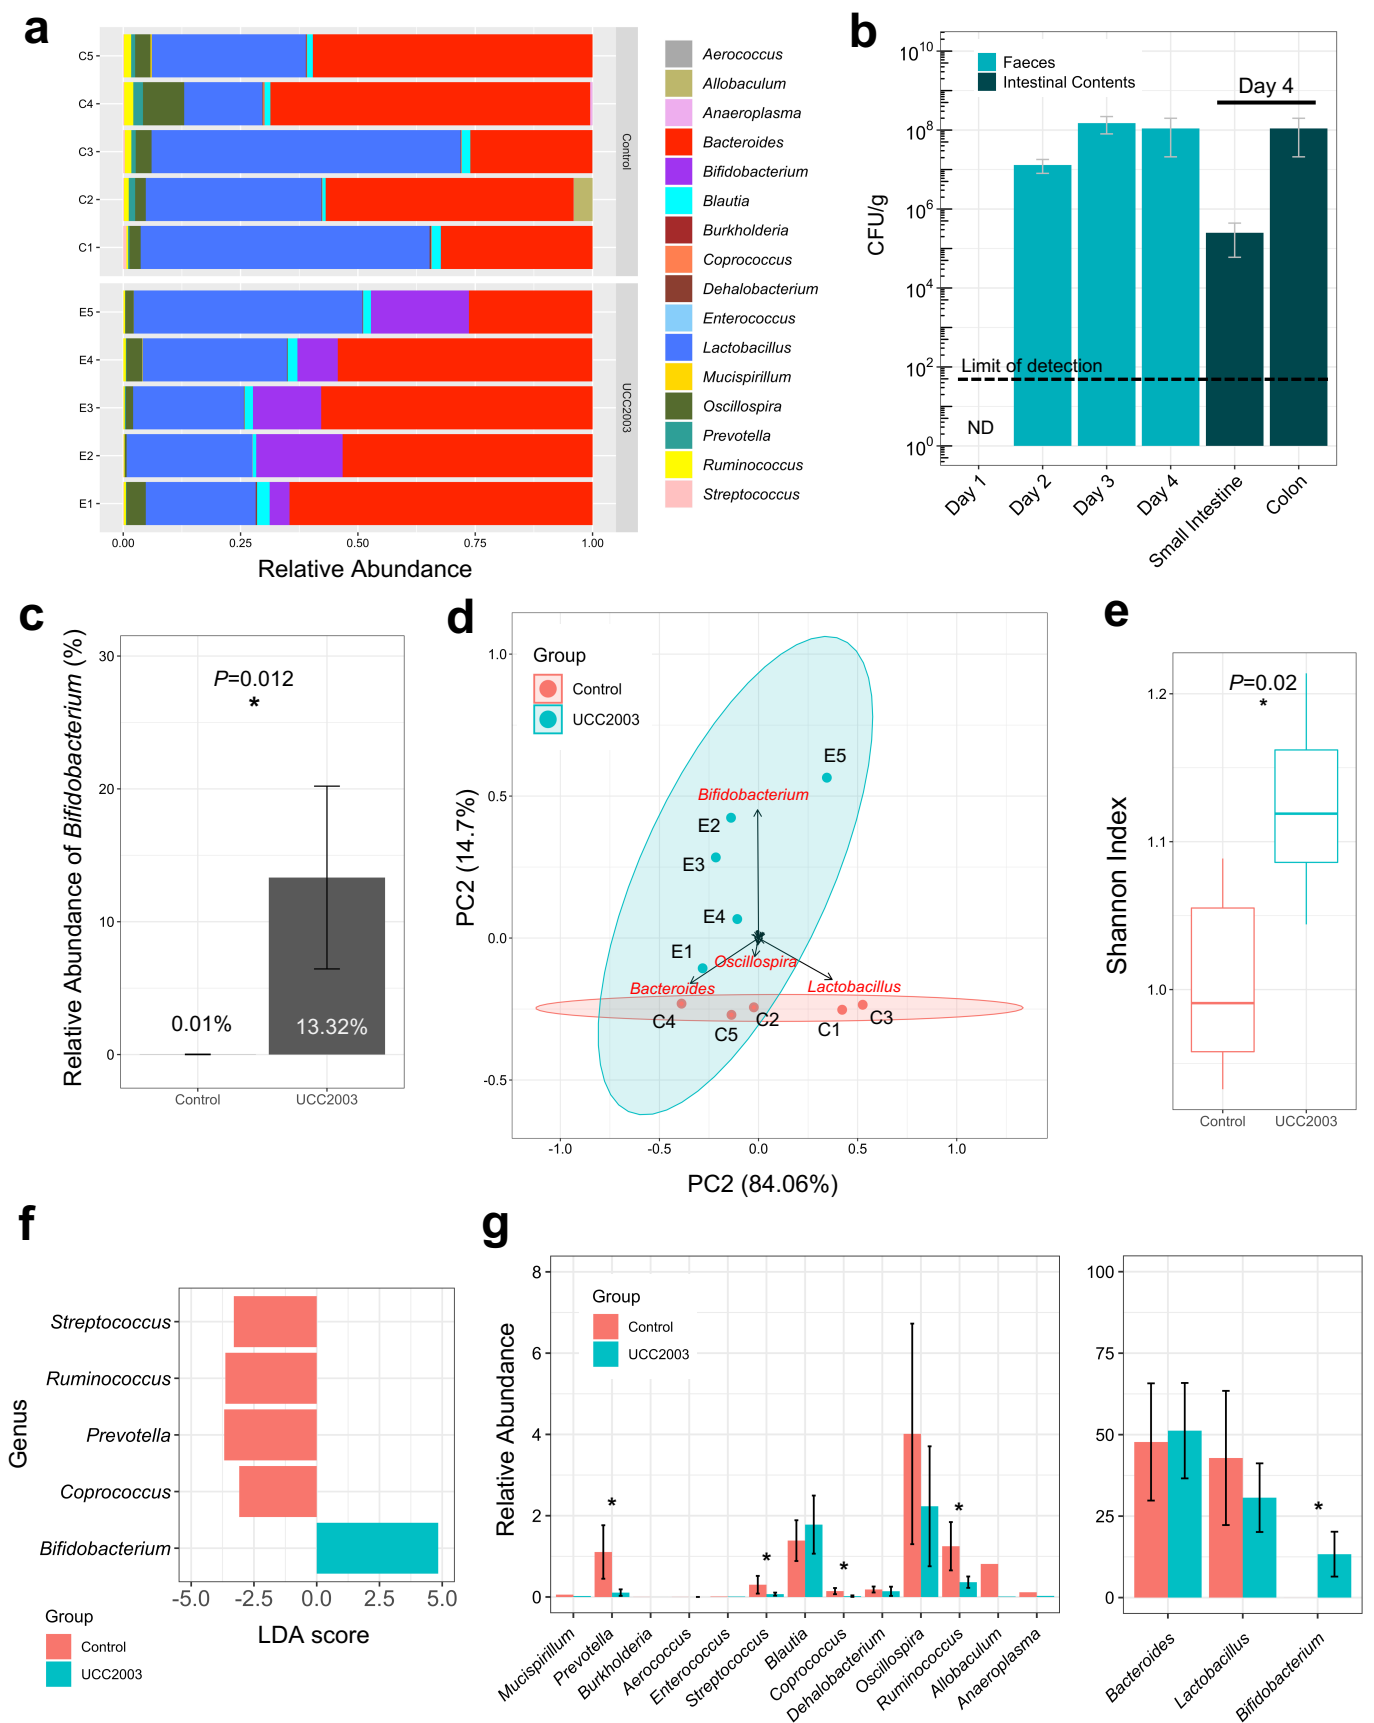 a
C5
C4
C3
C2
C1
Control
E5
E4
E3
E2
E1
UCC2003
0.00
0.25
0.50
0.75
1.00
Relative Abundance
Aerococcus
Allobaculum
Anaeroplasma
Bacteroides
Bifidobacterium
Blautia
Burkholderia
Coprococcus
Dehalobacterium
Enterococcus
Lactobacillus
Mucispirillum
Oscillospira
Prevotella
Ruminococcus
Streptococcus
b
CFU/g
10^10
10^8
10^6
10^4
10^2
10^0
Faeces
Intestinal Contents
Day 4
Limit of detection
ND
Day 1
Day 2
Day 3
Day 4
Small Intestine
Colon
c
Relative Abundance of Bifidobacterium (%)
30
20
10
0
P=0.012
*
0.01%
13.32%
Control
UCC2003
d
PC2 (14.7%)
1.0
0.5
0.0
-0.5
Group
Control
UCC2003
E5
Bifidobacterium
E2
E3
E4
E1
Oscillospira
Bacteroides
Lactobacillus
C4
C5
C2
C1
C3
-1.0
-0.5
0.0
0.5
1.0
PC2 (84.06%)
e
Shannon Index
1.2
1.1
1.0
P=0.02
*
Control
UCC2003
f
Genus
Streptococcus
Ruminococcus
Prevotella
Coprococcus
Bifidobacterium
-5.0
-2.5
0.0
2.5
5.0
LDA score
Group
Control
UCC2003
g
Relative Abundance
8
6
4
2
0
Group
Control
UCC2003
*
*
*
*
Mucispirillum
Prevotella
Burkholderia
Aerococcus
Enterococcus
Streptococcus
Blautia
Coprococcus
Dehalobacterium
Oscillospira
Ruminococcus
Allobaculum
Anaeroplasma
100
75
50
25
0
*
Bacteroides
Lactobacillus
Bifidobacterium